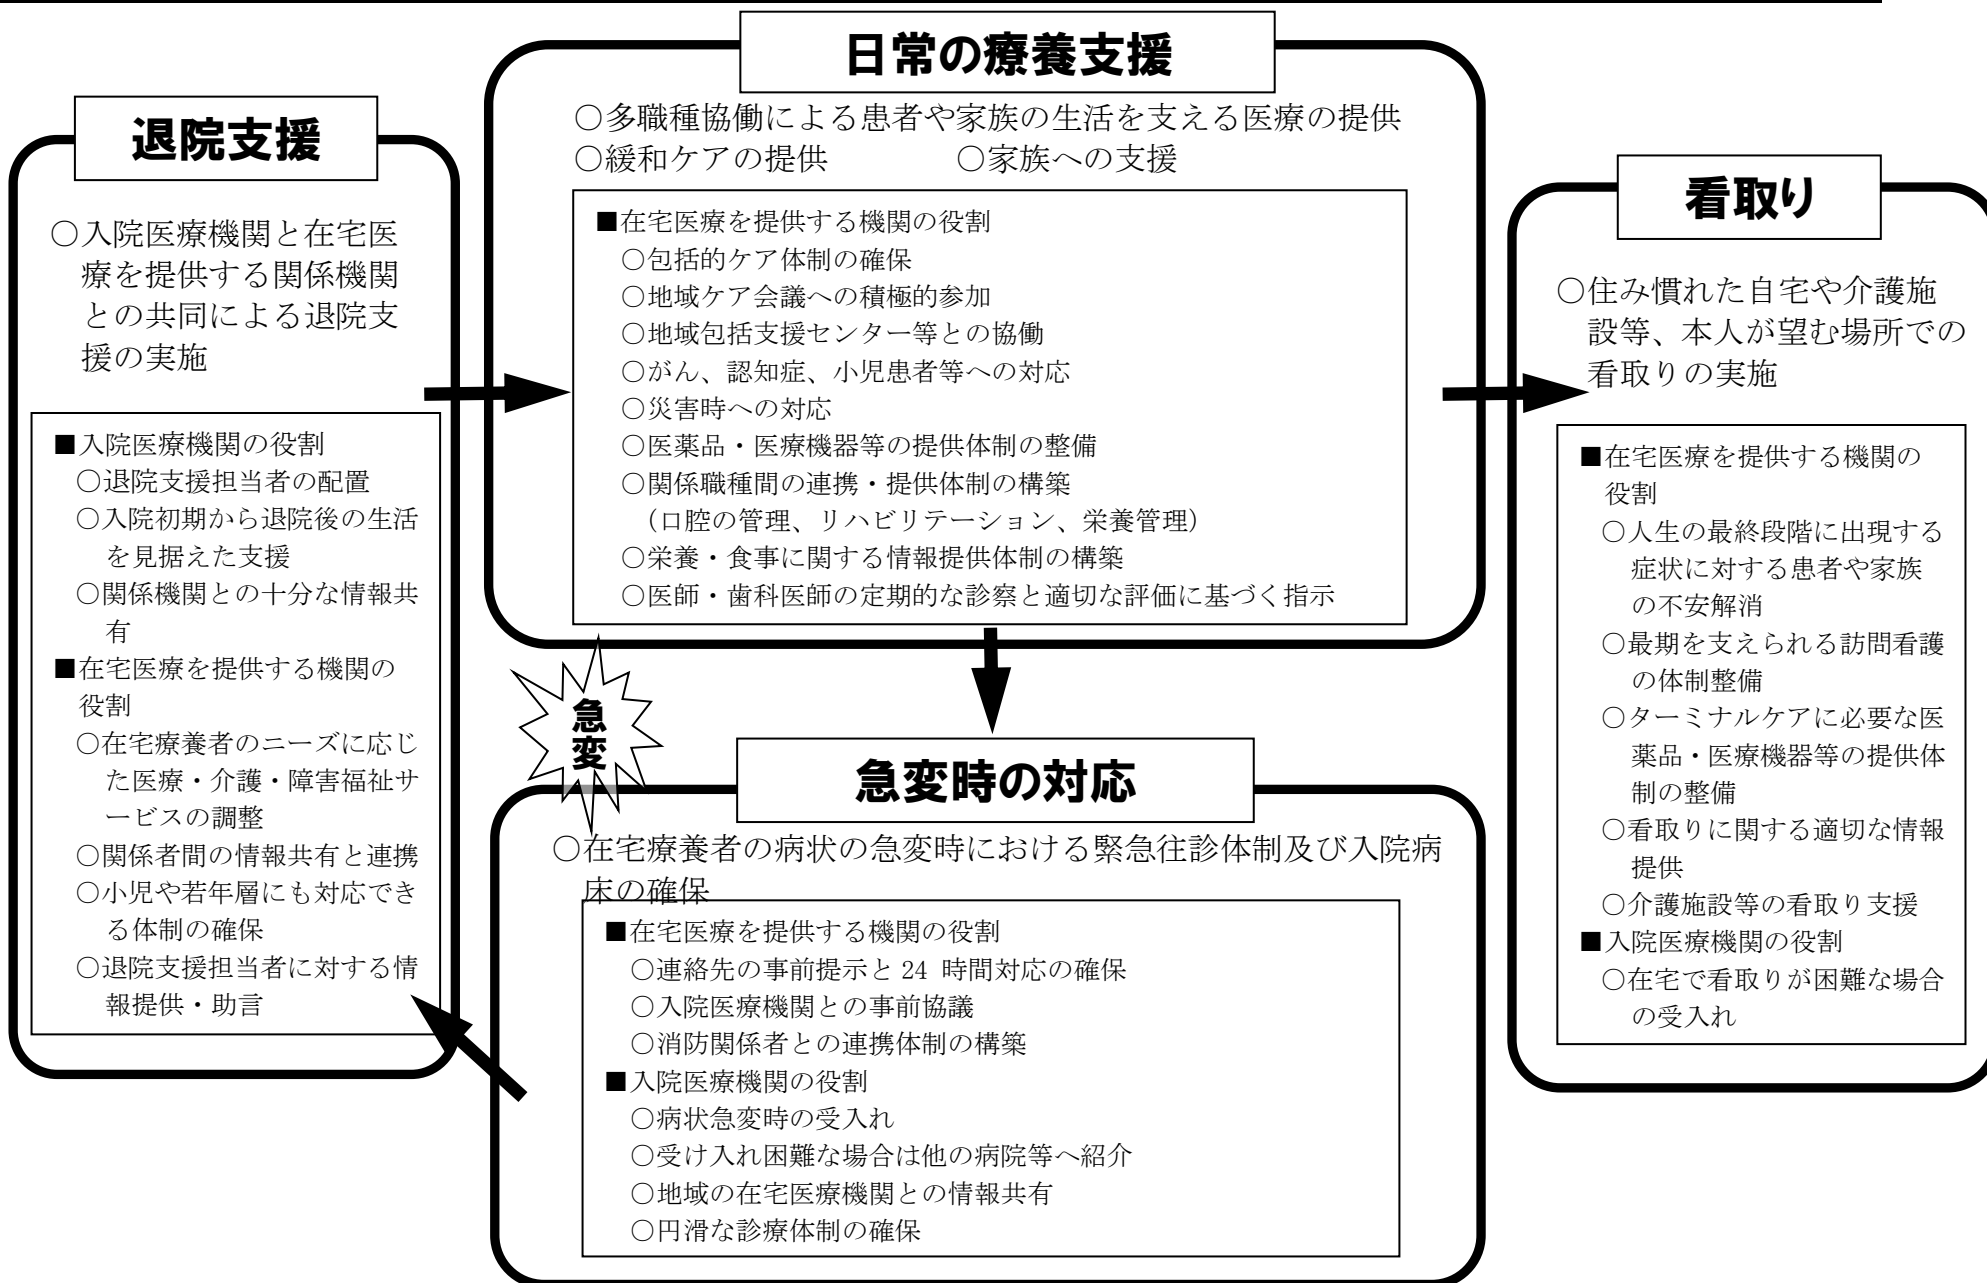 退院支援
○入院医療機関と在宅医
療を提供する関係機関
との共同による退院支
援の実施
■入院医療機関の役割
○退院支援担当者の配置
○入院初期から退院後の生活
を見据えた支援
○関係機関との十分な情報共
有
■在宅医療を提供する機関の
役割
○在宅療養者のニーズに応じ
た医療・介護・障害福祉サ
ービスの調整
○関係者間の情報共有と連携
○小児や若年層にも対応でき
る体制の確保
○退院支援担当者に対する情
報提供・助言
日常の療養支援
○多職種協働による患者や家族の生活を支える医療の提供
○緩和ケアの提供 ○家族への支援
■在宅医療を提供する機関の役割
○包括的ケア体制の確保
○地域ケア会議への積極的参加
○地域包括支援センター等との協働
○がん、認知症、小児患者等への対応
○災害時への対応
○医薬品・医療機器等の提供体制の整備
○関係職種間の連携・提供体制の構築
（口腔の管理、リハビリテーション、栄養管理）
○栄養・食事に関する情報提供体制の構築
○医師・歯科医師の定期的な診察と適切な評価に基づく指示
急変
急変時の対応
○在宅療養者の病状の急変時における緊急往診体制及び入院病
床の確保
■在宅医療を提供する機関の役割
○連絡先の事前提示と 24 時間対応の確保
○入院医療機関との事前協議
○消防関係者との連携体制の構築
■入院医療機関の役割
○病状急変時の受入れ
○受け入れ困難な場合は他の病院等へ紹介
○地域の在宅医療機関との情報共有
○円滑な診療体制の確保
看取り
○住み慣れた自宅や介護施
設等、本人が望む場所での
看取りの実施
■在宅医療を提供する機関の
役割
○人生の最終段階に出現する
症状に対する患者や家族
の不安解消
○最期を支えられる訪問看護
の体制整備
○ターミナルケアに必要な医
薬品・医療機器等の提供体
制の整備
○看取りに関する適切な情報
提供
○介護施設等の看取り支援
■入院医療機関の役割
○在宅で看取りが困難な場合
の受入れ